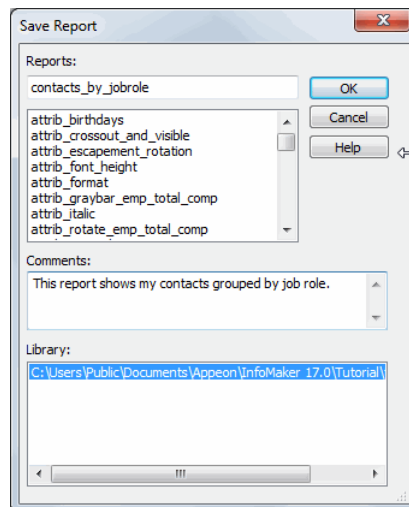 Save Report
Reports:
contacts_by_jobrole
OK
attrib_birthdays
attrib_crossout_and_visible
attrib_escapement_rotation
attrib_font_height
attrib_format
attrib_graybar_emp_total_comp
attrib_italic
attrib_rotate_emp_total_comp
Cancel
Help
Comments:
This report shows my contacts grouped by job role.
Library:
C:\Users\Public\Documents\Appeon\InfoMaker 17.0\Tutorial\